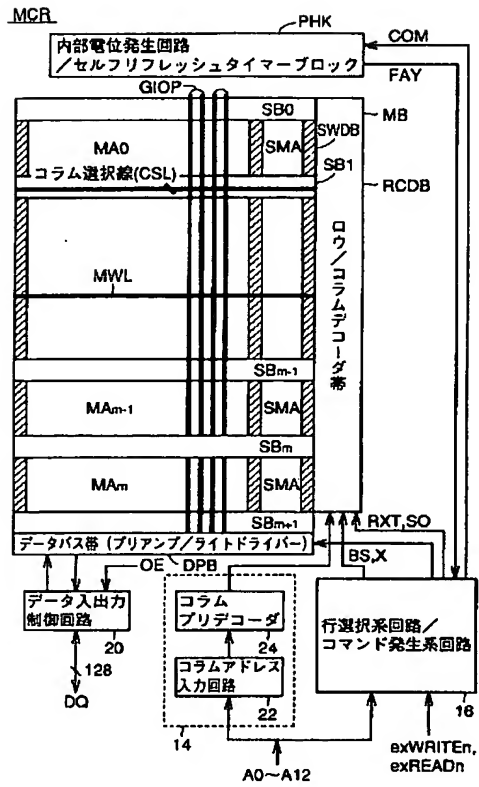 MCR
PHK
内部電位発生回路
/セルフリフレッシュタイマーブロック
COM
FAY
GIOP
SB0
MB
MA0
SMA
SWDB
コラム選択線(CSL)
SB1
RCDB
ロウ/コラムデコーダ帯
MWL
SBm-1
MAm-1
SMA
SBm
MAm
SMA
SBm+1
RXT,SO
データバス帯 (プリアンプ/ライトドライバー)
OE
DPB
BS,X
データ入出力
制御回路
20
コラム
プリデコーダ
24
行選択系回路/
コマンド発生系回路
128
DQ
コラムアドレス
入力回路
22
16
14
exWRITEn,
exREADn
A0~A12